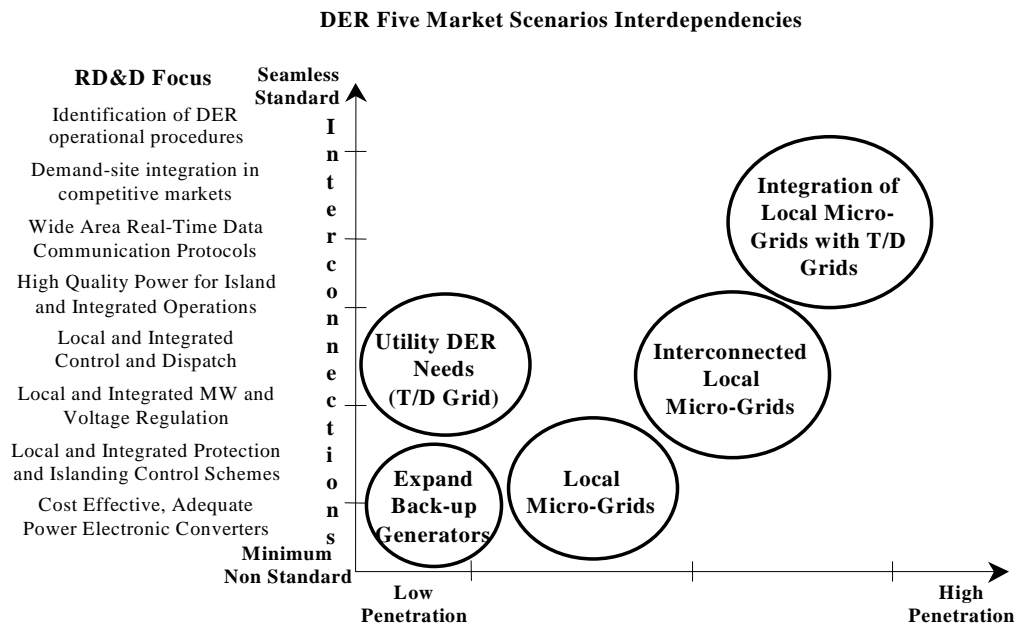 DER Five Market Scenarios Interdependencies
RD&D Focus
Identification of DER
operational procedures
Demand-site integration in
competitive markets
Wide Area Real-Time Data
Communication Protocols
High Quality Power for Island
and Integrated Operations
Local and Integrated
Control and Dispatch
Local and Integrated MW and
Voltage Regulation
Local and Integrated Protection
and Islanding Control Schemes
Cost Effective, Adequate
Power Electronic Converters
Seamless
Standard
I
n
t
e
r
c
o
n
n
e
c
t
i
o
n
s
Minimum
Non Standard
Integration of
Local Micro-
Grids with T/D
Grids
Utility DER
Needs
(T/D Grid)
Interconnected
Local
Micro-Grids
Expand
Back-up
Generators
Local
Micro-Grids
Low
Penetration
High
Penetration